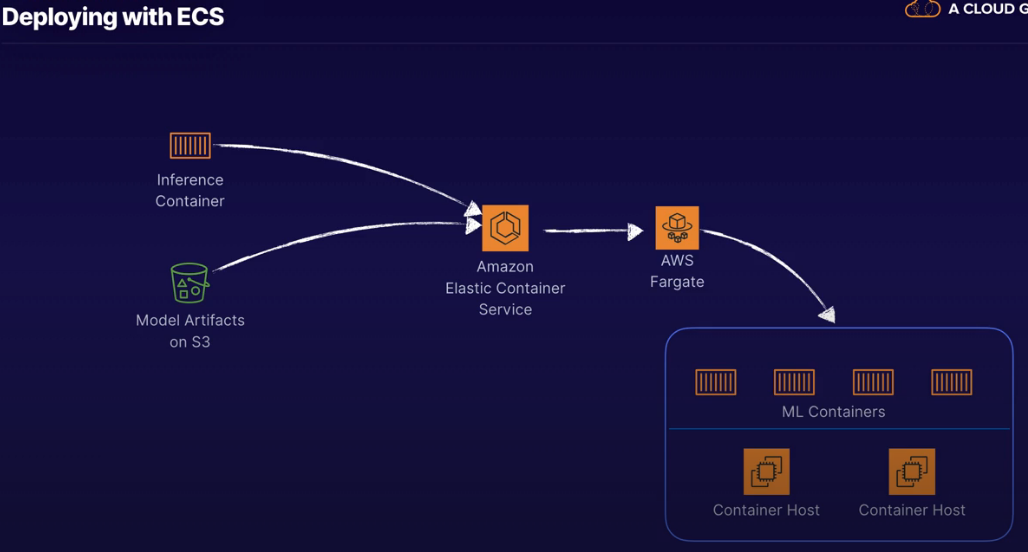 Deploying with ECS
A CLOUD G
Inference
Container
Model Artifacts
on S3
Amazon
Elastic Container
Service
AWS
Fargate
ML Containers
Container Host
Container Host